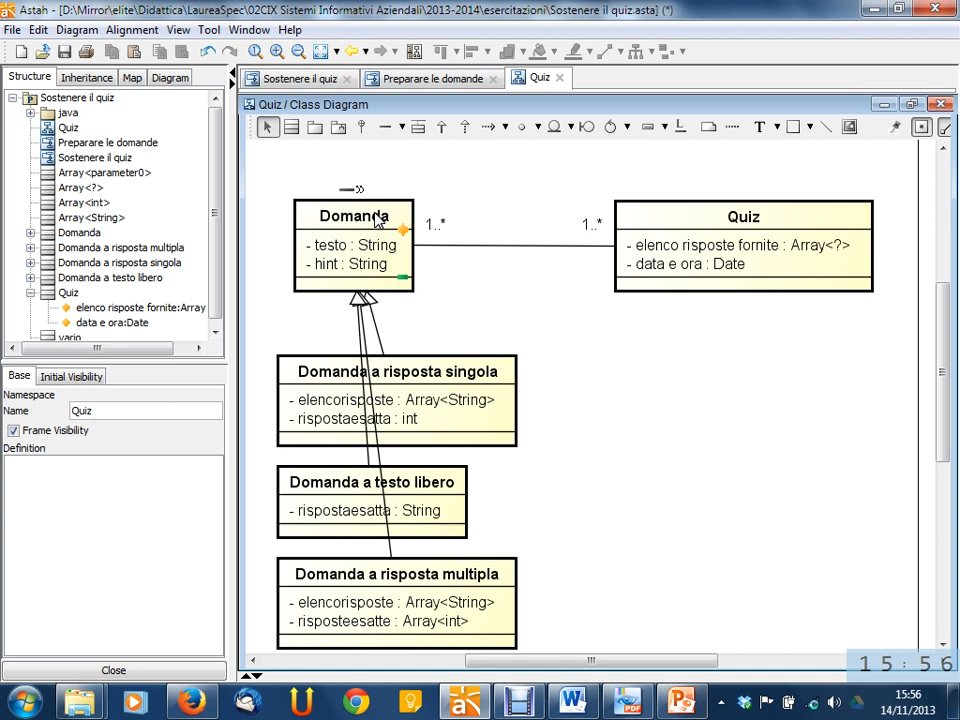 Astah - [D:\Mirror\elite\Didattica\LaureaSpec\02CIX Sistemi Informativi Aziendali\2013-2014\esercitazioni\Sostenere il quiz.asta] (*)
File Edit Diagram Alignment View Tool Window Help
Structure Inheritance Map Diagram
Sostenere il quiz
java
Quiz
Preparare le domande
Sostenere il quiz
Array<parameter0>
Array<?>
Array<int>
Array<String>
Domanda
Domanda a risposta multipla
Domanda a risposta singola
Domanda a testo libero
Quiz
elenco risposte fornite:Array
data e ora:Date
vario
Base Initial Visibility
Namespace
Name Quiz
Frame Visibility
Definition
Close
Sostenere il quiz Preparare le domande Quiz
Quiz / Class Diagram
Domanda
- testo : String
- hint : String
1..* 1..*
Quiz
- elenco risposte fornite : Array<?>
- data e ora : Date
Domanda a risposta singola
- elencorisposte : Array<String>
- rispostaesatta : int
Domanda a testo libero
- rispostaesatta : String
Domanda a risposta multipla
- elencorisposte : Array<String>
- risposteesatte : Array<int>
15:56
15:56
14/11/2013